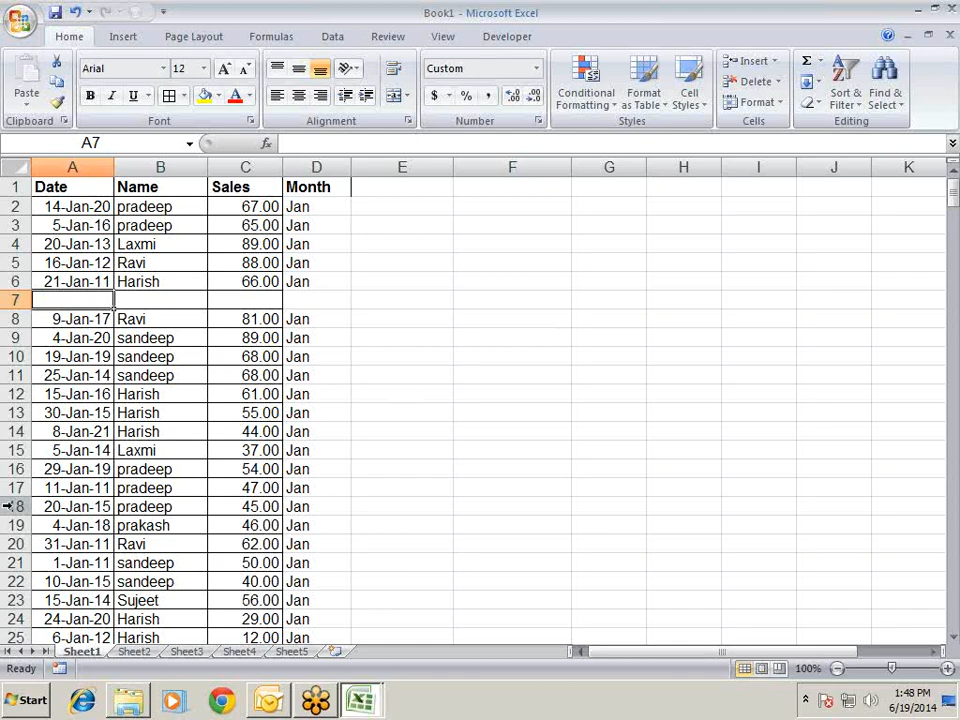 Book1 - Microsoft Excel
Home Insert Page Layout Formulas Data Review View Developer
Arial 12 Custom Insert Σ
Paste B I U A $ % , Conditional Formatting Format as Table Cell Styles Delete Format Sort & Filter Find & Select
Clipboard Font Alignment Number Styles Cells Editing
A7 fx
A B C D E F G H I J K
1 Date Name Sales Month
2 14-Jan-20 pradeep 67.00 Jan
3 5-Jan-16 pradeep 65.00 Jan
4 20-Jan-13 Laxmi 89.00 Jan
5 16-Jan-12 Ravi 88.00 Jan
6 21-Jan-11 Harish 66.00 Jan
7
8 9-Jan-17 Ravi 81.00 Jan
9 4-Jan-20 sandeep 89.00 Jan
10 19-Jan-19 sandeep 68.00 Jan
11 25-Jan-14 sandeep 68.00 Jan
12 15-Jan-16 Harish 61.00 Jan
13 30-Jan-15 Harish 55.00 Jan
14 8-Jan-21 Harish 44.00 Jan
15 5-Jan-14 Laxmi 37.00 Jan
16 29-Jan-19 pradeep 54.00 Jan
17 11-Jan-11 pradeep 47.00 Jan
18 20-Jan-15 pradeep 45.00 Jan
19 4-Jan-18 prakash 46.00 Jan
20 31-Jan-11 Ravi 62.00 Jan
21 1-Jan-11 sandeep 50.00 Jan
22 10-Jan-15 sandeep 40.00 Jan
23 15-Jan-14 Sujeet 56.00 Jan
24 24-Jan-20 Harish 29.00 Jan
25 6-Jan-12 Harish 12.00 Jan
Sheet1 Sheet2 Sheet3 Sheet4 Sheet5
Ready 100%
Start 1:48 PM
6/19/2014